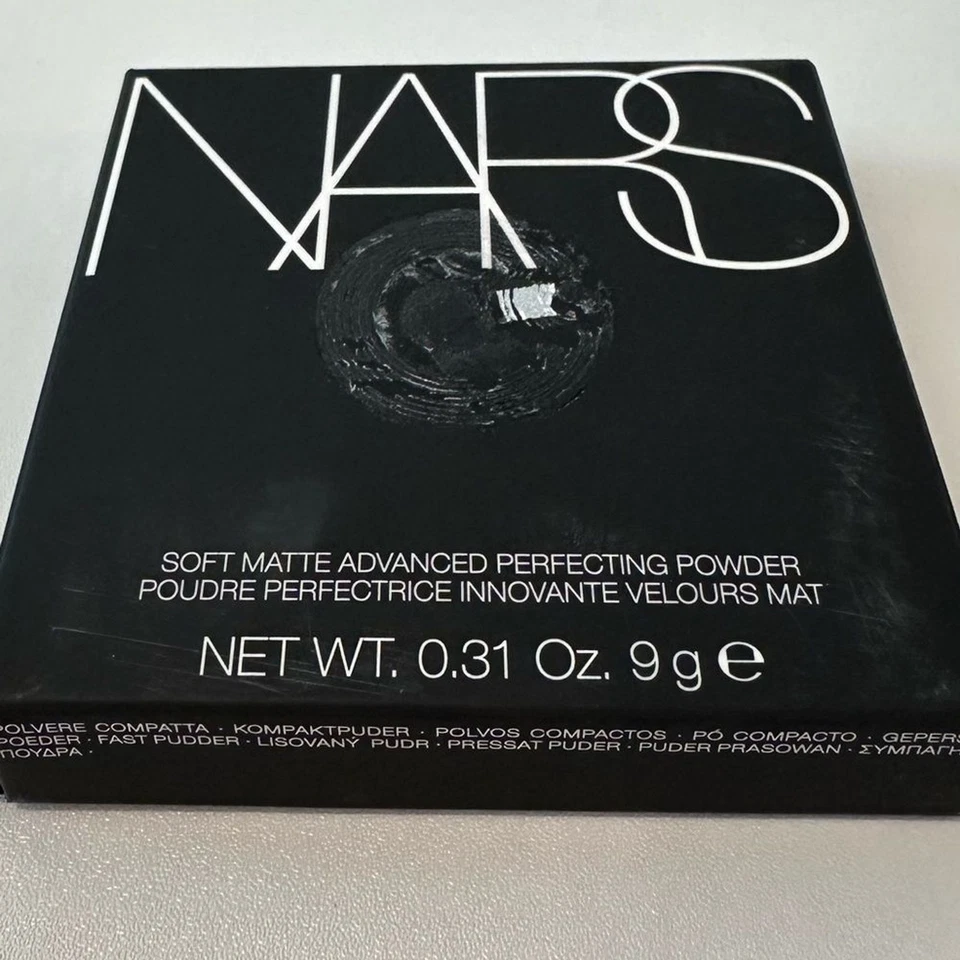 NARS
SOFT MATTE ADVANCED PERFECTING POWDER
POUDRE PERFECTRICE INNOVANTE VELOURS MAT
NET WT. 0.31 Oz. 9 g ℮
POLVERE COMPATTA · KOMPAKTPUDER · POLVOS COMPACTOS · PÓ COMPACTO · GEPERS
POEDER · FAST PUDDER · LISOVANÝ PUDR · PRESSAT PUDER · PUDER PRASOWAN · ΣΥΜΠΑΓΗ
ΠΟΥΔΡΑ ·